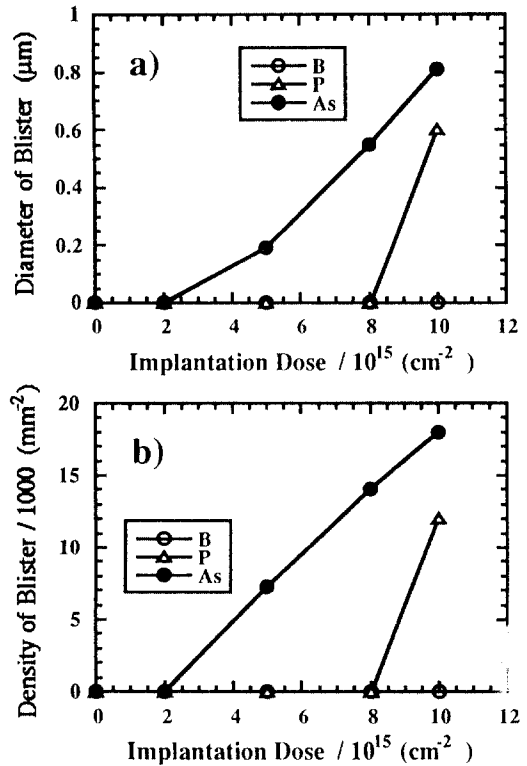 a)
B
P
As
Diameter of Blister (μm)
1
0.8
0.6
0.4
0.2
0
0 2 4 6 8 10 12
Implantation Dose / 10¹⁵ (cm⁻² )
b)
B
P
As
Density of Blister / 1000 (mm⁻²)
20
15
10
5
0
0 2 4 6 8 10 12
Implantation Dose / 10¹⁵ (cm⁻² )